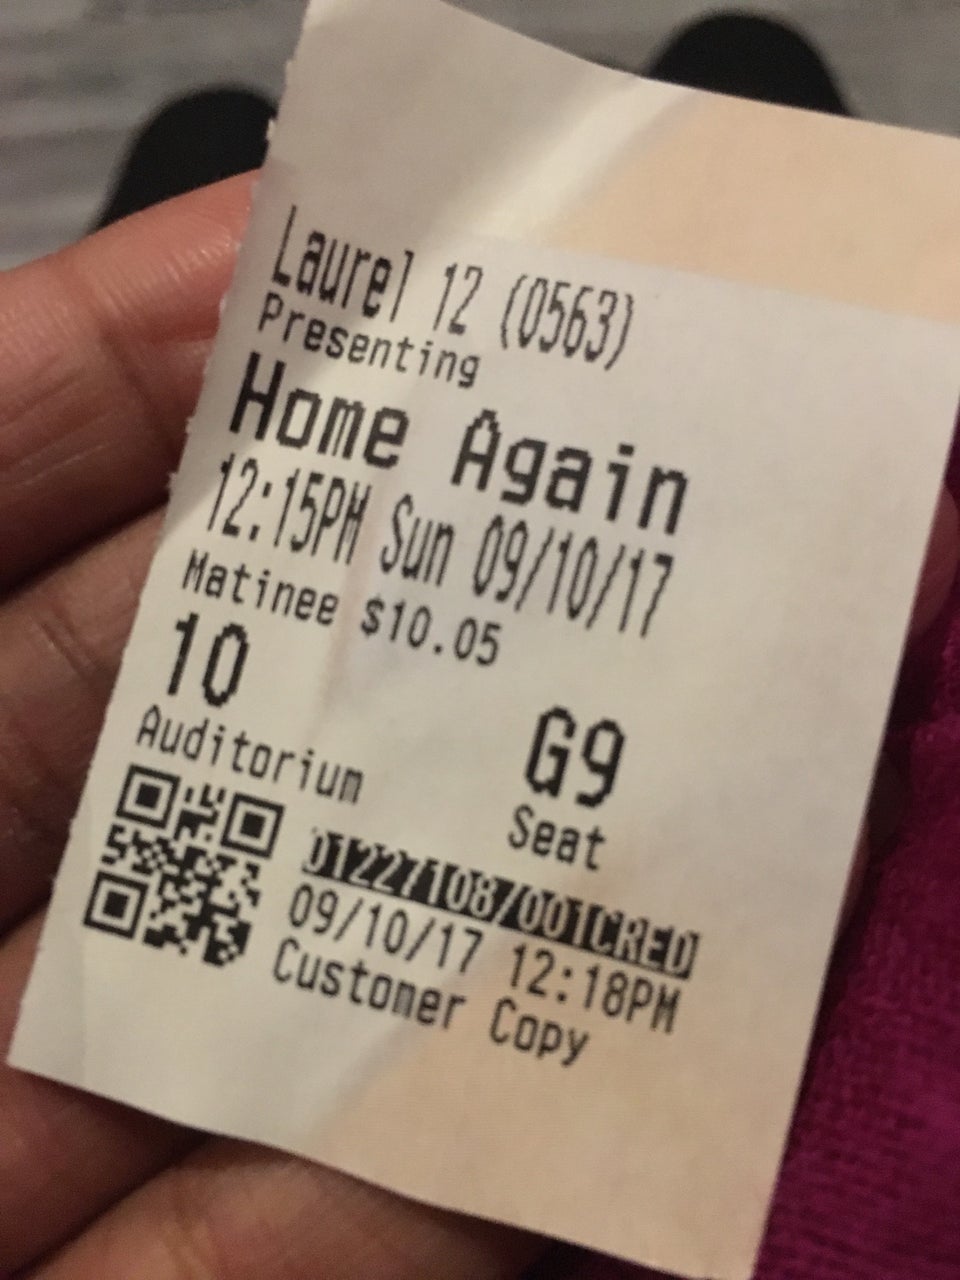 Laurel 12 (0563)
Presenting
Home Again
12:15PM Sun 09/10/17
Matinee $10.05
10
Auditorium
G9
Seat
01227108/001CRED
09/10/17 12:18PM
Customer Copy